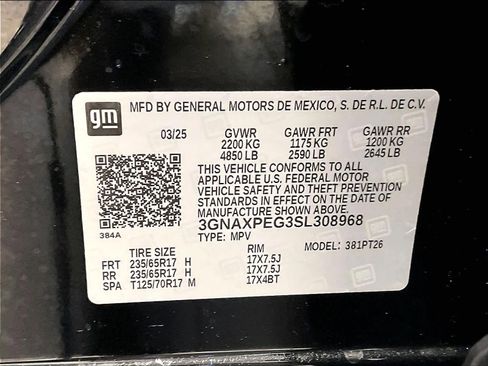 gm
MFD BY GENERAL MOTORS DE MEXICO, S. DE R.L. DE C.V.
03/25 GVWR GAWR FRT GAWR RR
2200 KG 1175 KG 1200 KG
4850 LB 2590 LB 2645 LB
THIS VEHICLE CONFORMS TO ALL
APPLICABLE U.S. FEDERAL MOTOR
VEHICLE SAFETY AND THEFT PREVENTION
STANDARDS IN EFFECT ON THE DATE OF
MANUFACTURE SHOWN ABOVE.
384A
3GNAXPEG3SL308968
TYPE: MPV MODEL: 381PT26
TIRE SIZE RIM
FRT 235/65R17 H 17X7.5J
RR 235/65R17 H 17X7.5J
SPA T125/70R17 M 17X4BT